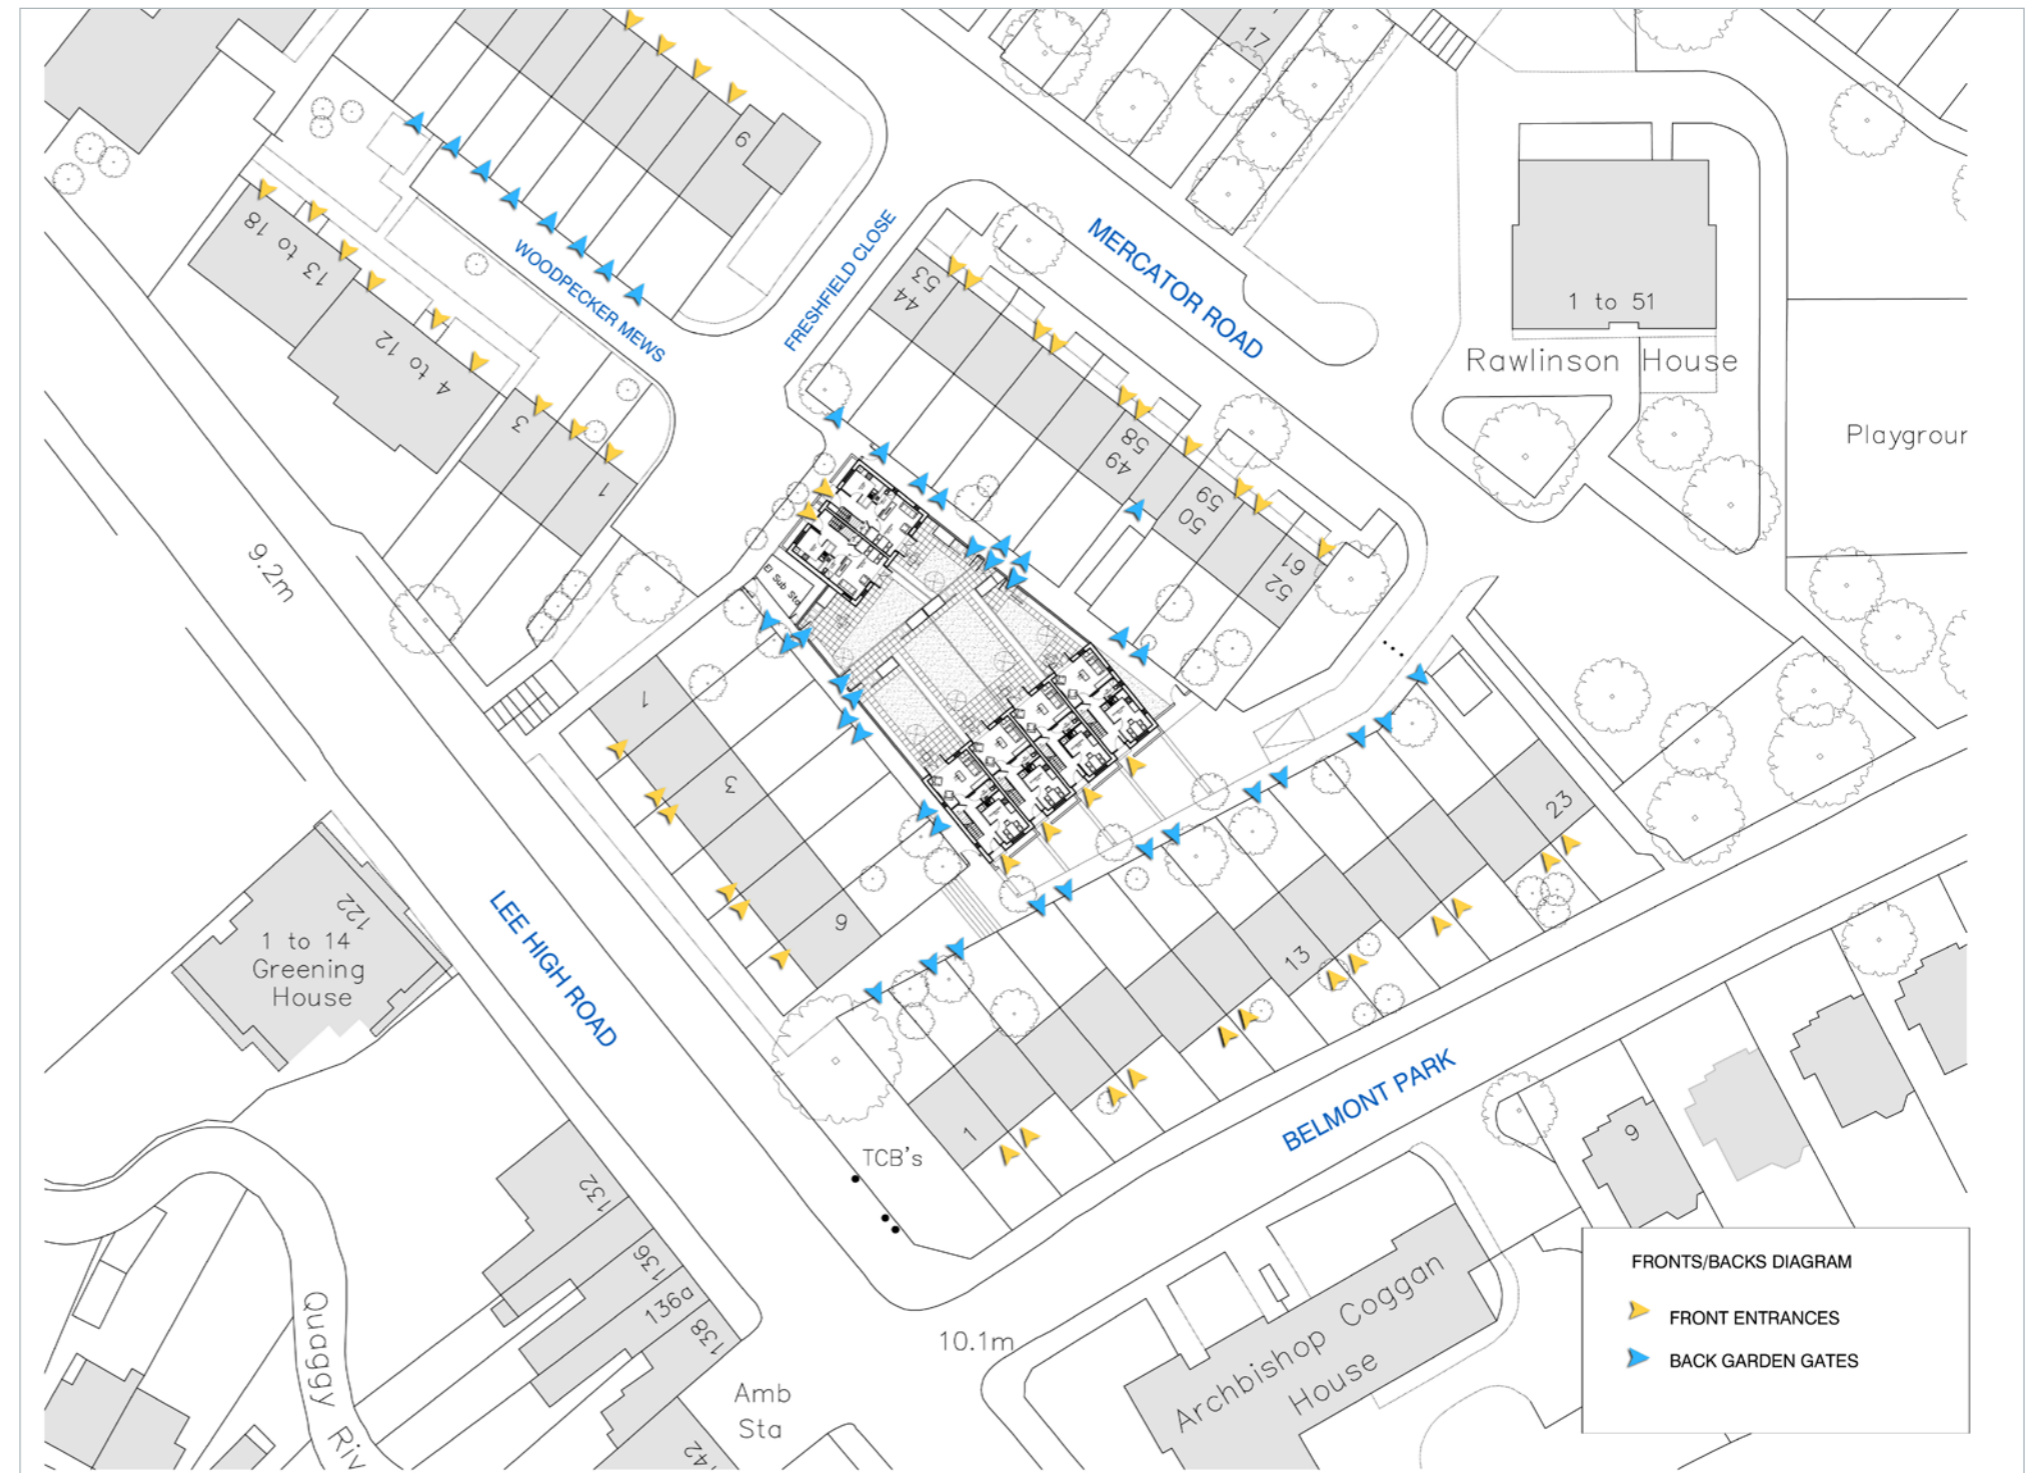 17
9
13 to 18
4 to 12
3
1
WOODPECKER MEWS
FRESHFIELD CLOSE
MERCATOR ROAD
53
44
58
49
59
50
61
52
1 to 51
Rawlinson House
Playgrour
9.2m
El Sub Sta
1
3
6
23
13
1
122
1 to 14
Greening
House
LEE HIGH ROAD
BELMONT PARK
TCB's
9
132
136
136a
138
142
Quaggy Riv
10.1m
Amb
Sta
Archbishop Coggan
House
FRONTS/BACKS DIAGRAM
FRONT ENTRANCES
BACK GARDEN GATES